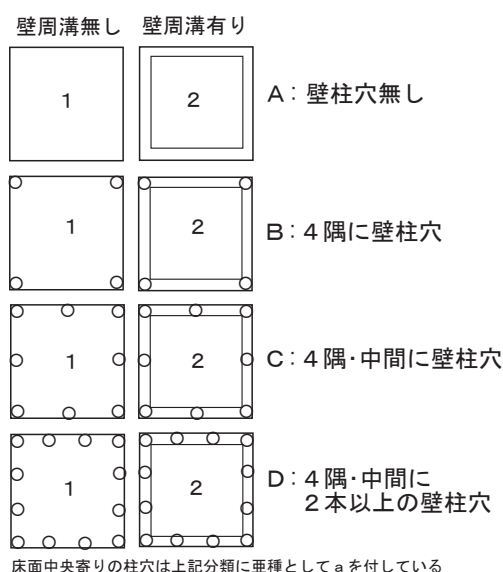 壁周溝無し 壁周溝有り
1 2 A：壁柱穴無し
1 2 B：4隅に壁柱穴
1 2 C：4隅・中間に壁柱穴
1 2 D：4隅・中間に
2本以上の壁柱穴
床面中央寄りの柱穴は上記分類に亜種としてaを付している